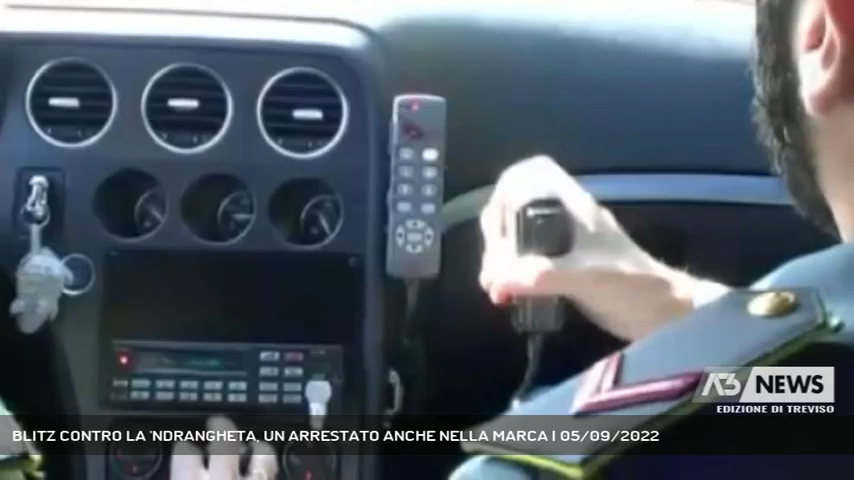 A3 NEWS
EDIZIONE DI TREVISO
BLITZ CONTRO LA 'NDRANGHETA, UN ARRESTATO ANCHE NELLA MARCA | 05/09/2022